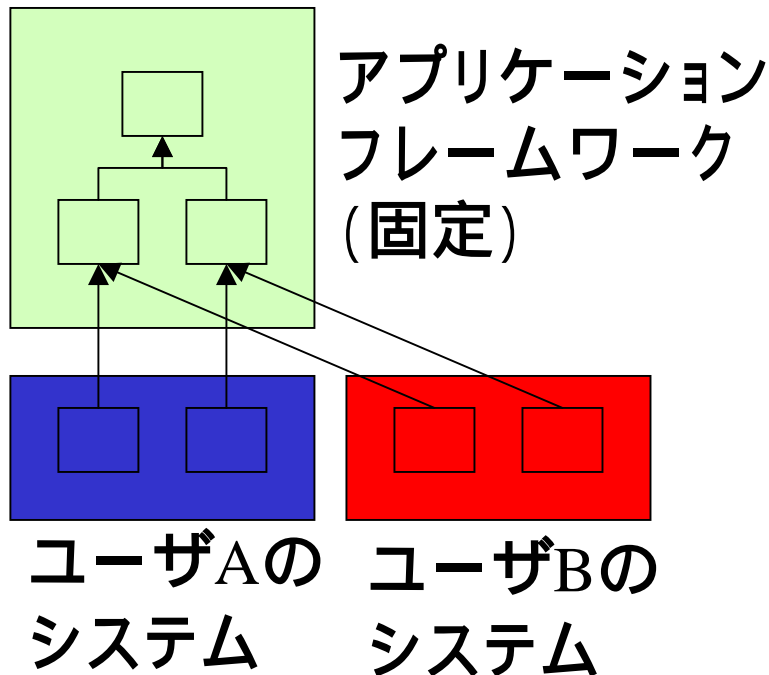 アプリケーション
フレームワーク
(固定)
ユーザAの
システム
ユーザBの
システム